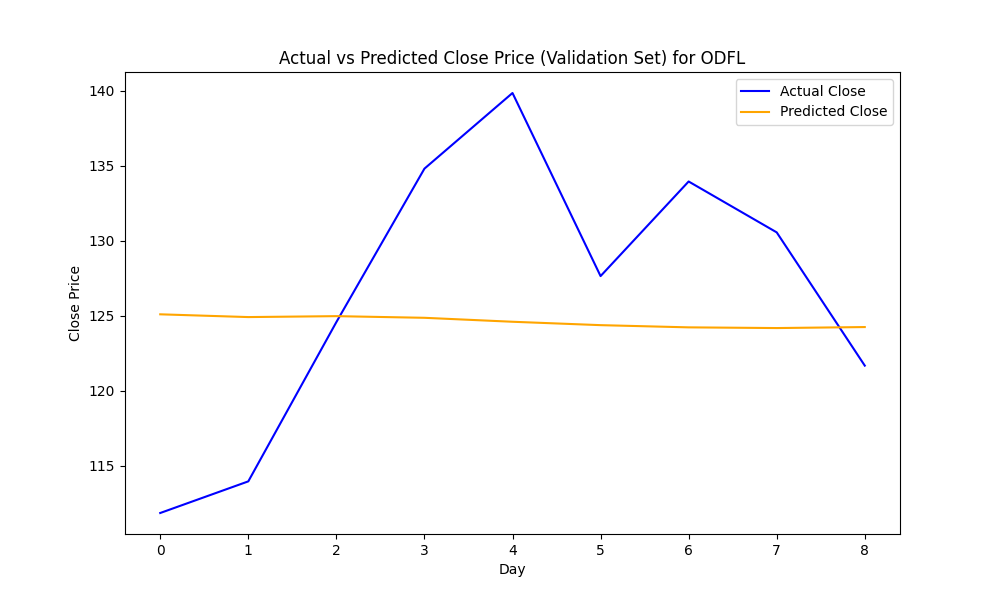 Actual vs Predicted Close Price (Validation Set) for ODFL
Actual Close
Predicted Close
Close Price
140
135
130
125
120
115
0 1 2 3 4 5 6 7 8
Day